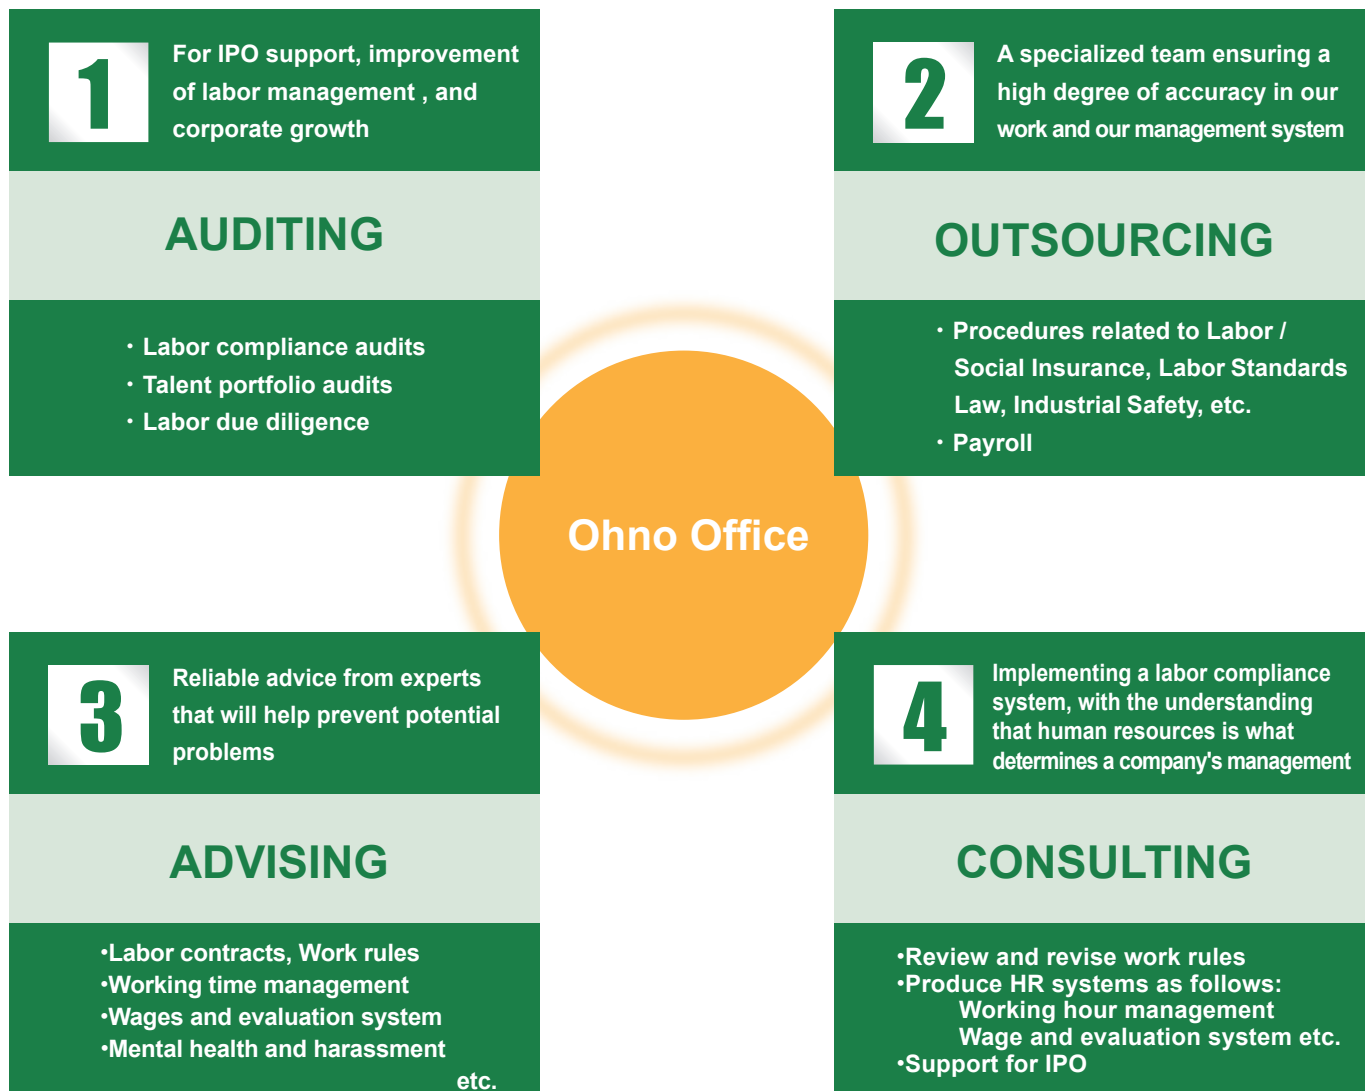 1
For IPO support, improvement
of labor management , and
corporate growth
AUDITING
・Labor compliance audits
・Talent portfolio audits
・Labor due diligence
2
A specialized team ensuring a
high degree of accuracy in our
work and our management system
OUTSOURCING
・Procedures related to Labor /
Social Insurance, Labor Standards
Law, Industrial Safety, etc.
・Payroll
Ohno Office
3
Reliable advice from experts
that will help prevent potential
problems
ADVISING
・Labor contracts, Work rules
・Working time management
・Wages and evaluation system
・Mental health and harassment
etc.
4
Implementing a labor compliance
system, with the understanding
that human resources is what
determines a company's management
CONSULTING
・Review and revise work rules
・Produce HR systems as follows:
Working hour management
Wage and evaluation system etc.
・Support for IPO